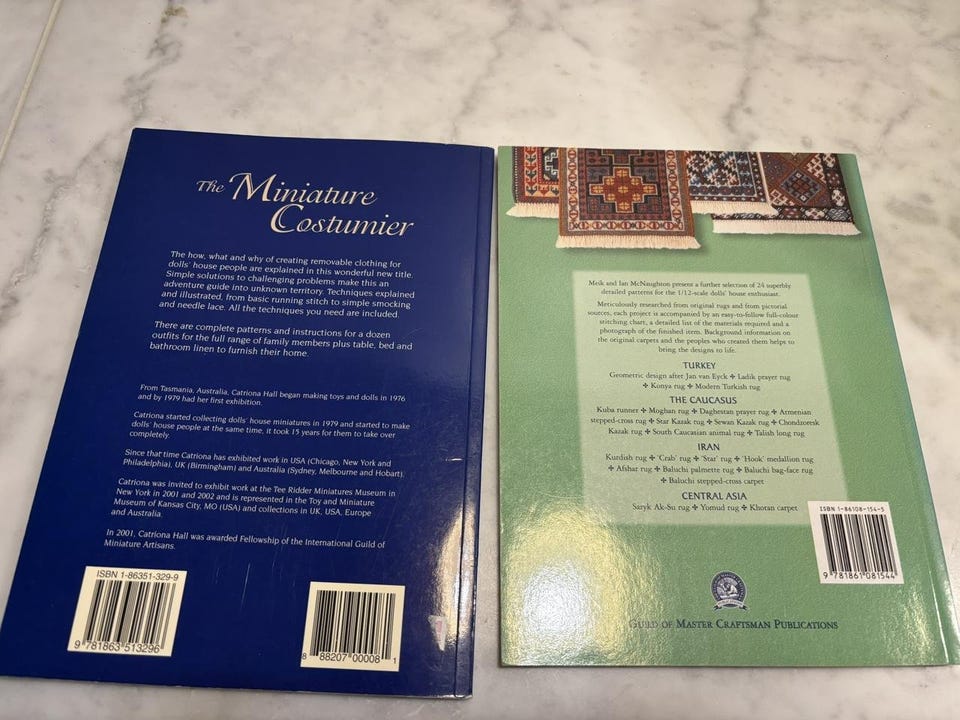 The Miniature
Costumier
The how, what and why of creating removable clothing for
dolls' house people are explained in this wonderful new title.
Simple solutions to challenging problems make this an
adventure guide into unknown territory. Techniques explained
and illustrated, from basic running stitch to simple smocking
and needle lace. All the techniques you need are included.
There are complete patterns and instructions for a dozen
outfits for the full range of family members plus table, bed and
bathroom linen to furnish their home.
From Tasmania, Australia, Catriona Hall began making toys and dolls in 1976
and by 1979 had her first exhibition.
Catriona started collecting dolls' house miniatures in 1979 and started to make
dolls' house people at the same time, it took 15 years for them to take over
completely.
Since that time Catriona has exhibited work in USA (Chicago, New York and
Philadelphia), UK (Birmingham) and Australia (Sydney, Melbourne and Hobart).
Catriona was invited to exhibit work at the Tee Ridder Miniatures Museum in
New York in 2001 and 2002 and is represented in the Toy and Miniature
Museum of Kansas City, MO (USA) and collections in UK, USA, Europe
and Australia.
In 2001, Catriona Hall was awarded Fellowship of the International Guild of
Miniature Artisans.
ISBN 1-86351-329-9
9 781863 513296
8 88207 00008 1
Meik and Ian McNaughton present a further selection of 24 superbly
detailed patterns for the 1/12-scale dolls' house enthusiast.
Meticulously researched from original rugs and from pictorial
sources, each project is accompanied by an easy-to-follow full-colour
stitching chart, a detailed list of the materials required and a
photograph of the finished item. Background information on
the original carpets and the peoples who created them helps to
bring the designs to life.
TURKEY
Geometric design after Jan van Eyck ✤ Ladik prayer rug
✤ Konya rug ✤ Modern Turkish rug
THE CAUCASUS
Kuba runner ✤ Moghan rug ✤ Daghestan prayer rug ✤ Armenian
stepped-cross rug ✤ Star Kazak rug ✤ Sewan Kazak rug ✤ Chondzoresk
Kazak rug ✤ South Caucasian animal rug ✤ Talish long rug
IRAN
Kurdish rug ✤ 'Crab' rug ✤ 'Star' rug ✤ 'Hook' medallion rug
✤ Afshar rug ✤ Baluchi palmette rug ✤ Baluchi bag-face rug
✤ Baluchi stepped-cross carpet
CENTRAL ASIA
Saryk Ak-Su rug ✤ Yomud rug ✤ Khotan carpet
ISBN 1-86108-154-5
9 781861 081544
GUILD OF MASTER CRAFTSMAN PUBLICATIONS